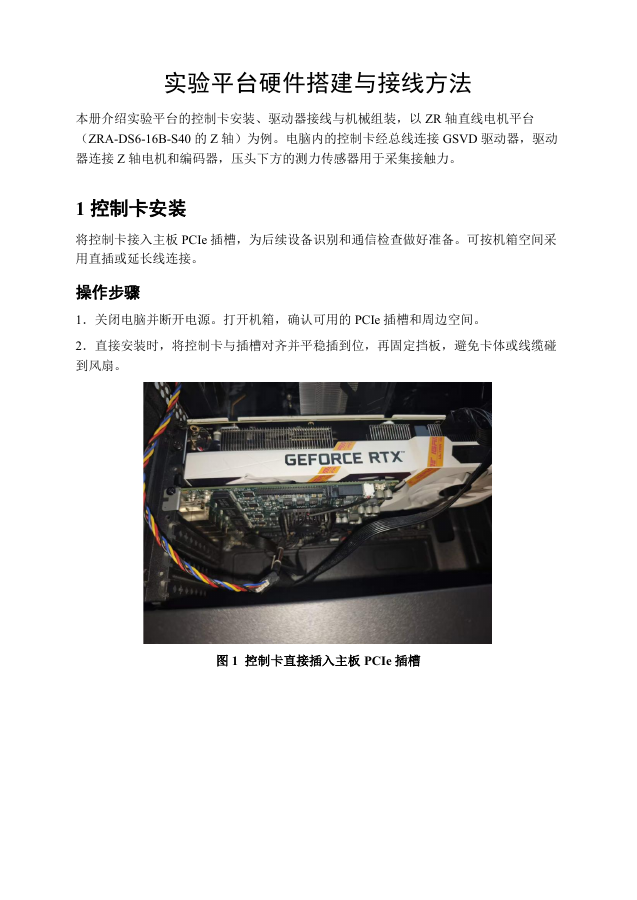 实验平台硬件搭建与接线方法
本册介绍实验平台的控制卡安装、驱动器接线与机械组装，以 ZR 轴直线电机平台
（ZRA-DS6-16B-S40 的 Z 轴）为例。电脑内的控制卡经总线连接 GSVD 驱动器，驱动
器连接 Z 轴电机和编码器，压头下方的测力传感器用于采集接触力。
1 控制卡安装
将控制卡接入主板 PCIe 插槽，为后续设备识别和通信检查做好准备。可按机箱空间采
用直插或延长线连接。
操作步骤
1．关闭电脑并断开电源。打开机箱，确认可用的 PCIe 插槽和周边空间。
2．直接安装时，将控制卡与插槽对齐并平稳插到位，再固定挡板，避免卡体或线缆碰
到风扇。
GEFORCE RTX
图 1 控制卡直接插入主板 PCIe 插槽